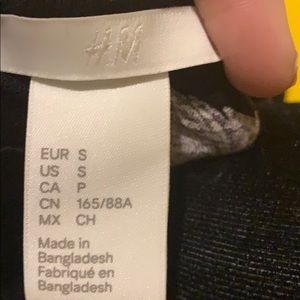 H&M
EUR S
US S
CA P
CN 165/88A
MX CH
Made in
Bangladesh
Fabriqué en
Bangladesh